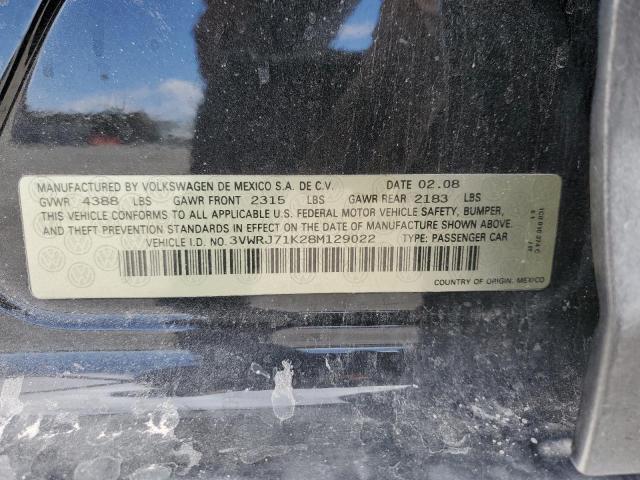 MANUFACTURED BY VOLKSWAGEN DE MEXICO S.A. DE C.V. DATE 02.08
GVWR 4388 LBS GAWR FRONT 2315 LBS GAWR REAR 2183 LBS
THIS VEHICLE CONFORMS TO ALL APPLICABLE U.S. FEDERAL MOTOR VEHICLE SAFETY, BUMPER,
AND THEFT PREVENTION STANDARDS IN EFFECT ON THE DATE OF MANUFACTURE SHOWN ABOVE.
VEHICLE I.D. NO. 3VWRJ71K28M129022 TYPE: PASSENGER CAR
COUNTRY OF ORIGIN, MEXICO